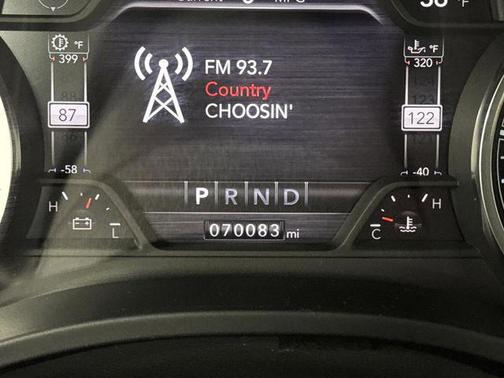 °F
399
87
-58
FM 93.7
Country
CHOOSIN'
°F
320
122
-40
P R N D
H
L
070083 mi
C
H